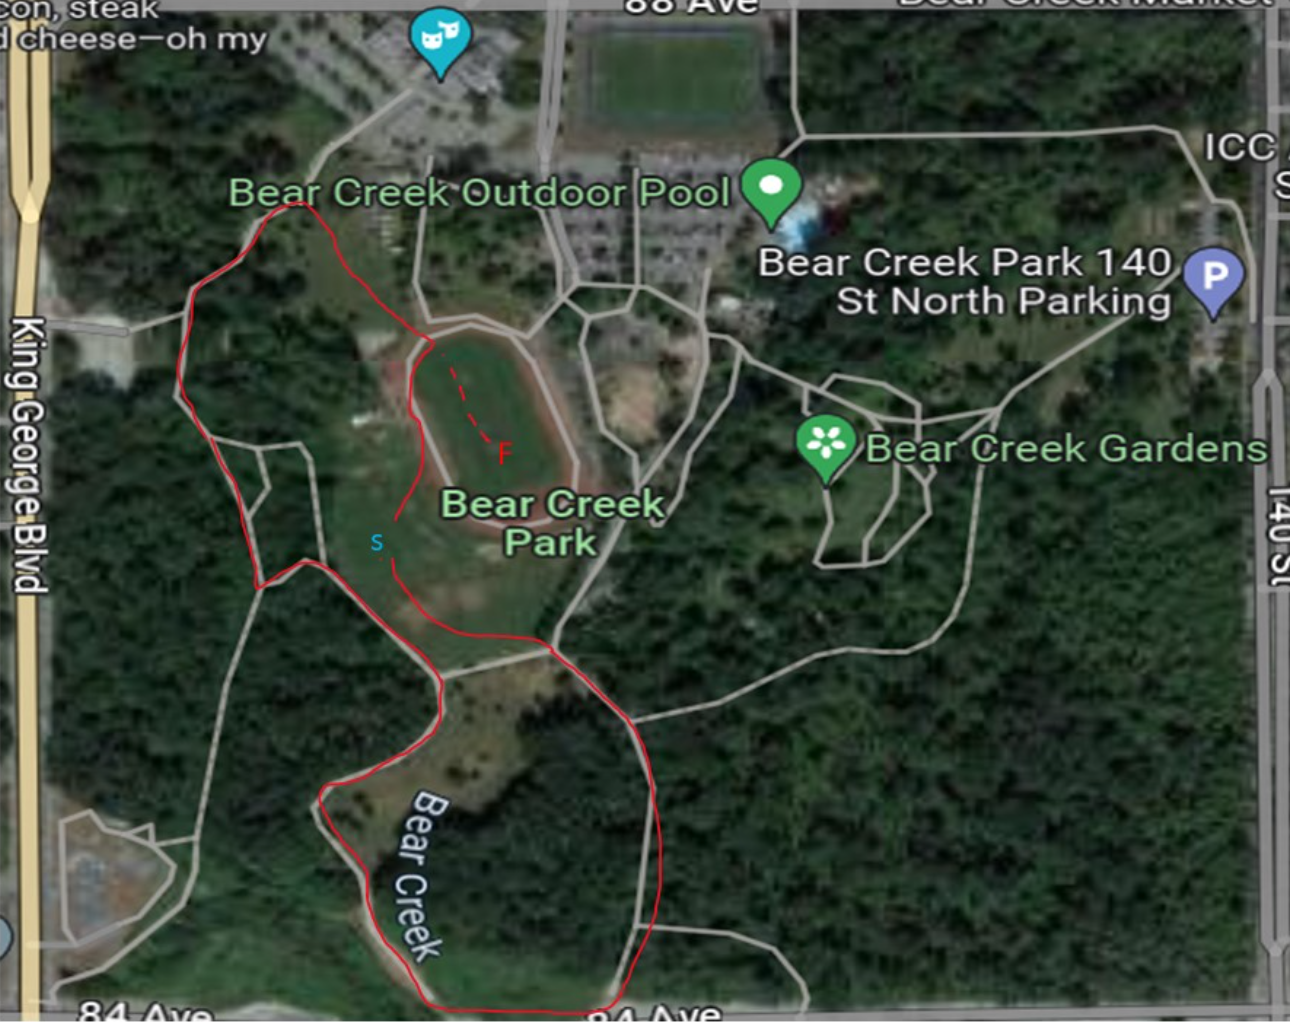 con, steak
d cheese—oh my
88 Ave
Bear Creek Market
ICC
S
Bear Creek Outdoor Pool
Bear Creek Park 140
St North Parking
P
King George Blvd
F
Bear Creek Gardens
Bear Creek
Park
S
140 St
Bear Creek
84 Ave
84 Ave